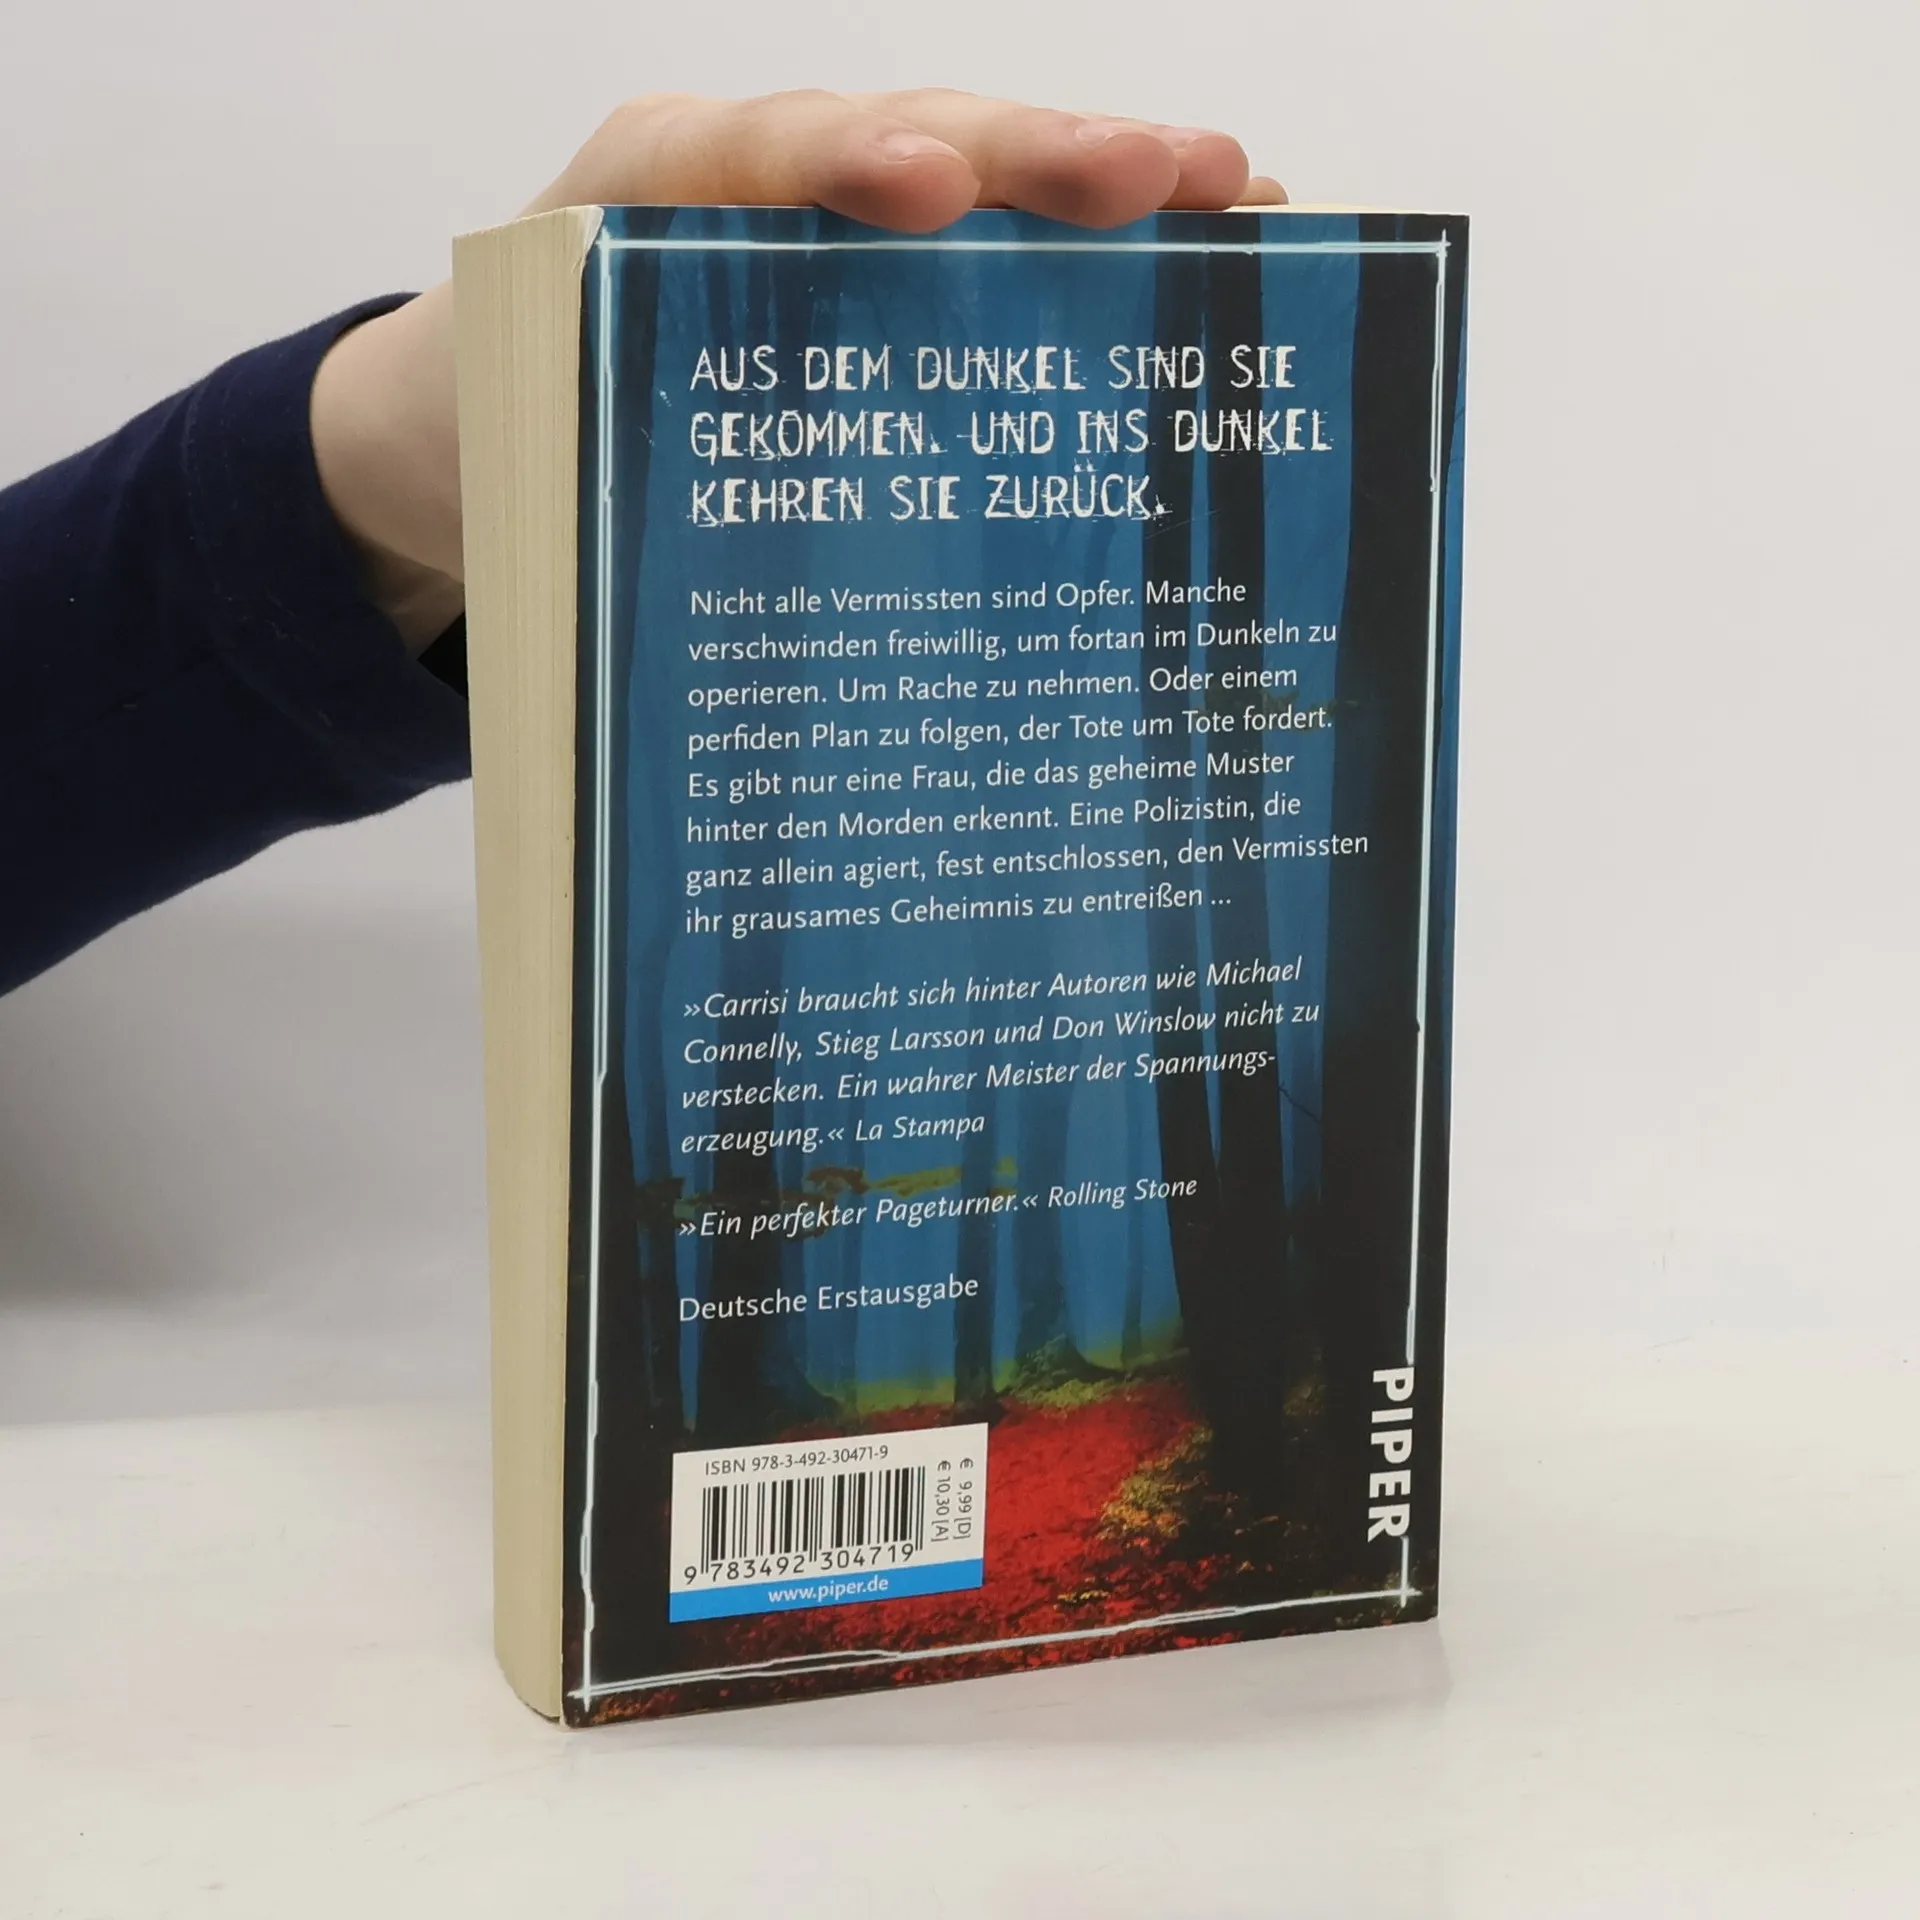 AUS DEM DUNKEL SIND SIE
GEKOMMEN. UND INS DUNKEL
KEHREN SIE ZURÜCK.
Nicht alle Vermissten sind Opfer. Manche
verschwinden freiwillig, um fortan im Dunkeln zu
operieren. Um Rache zu nehmen. Oder einem
perfiden Plan zu folgen, der Tote um Tote fordert.
Es gibt nur eine Frau, die das geheime Muster
hinter den Morden erkennt. Eine Polizistin, die
ganz allein agiert, fest entschlossen, den Vermissten
ihr grausames Geheimnis zu entreißen ...
»Carrisi braucht sich hinter Autoren wie Michael
Connelly, Stieg Larsson und Don Winslow nicht zu
verstecken. Ein wahrer Meister der Spannungs-
erzeugung.« La Stampa
»Ein perfekter Pageturner.« Rolling Stone
Deutsche Erstausgabe
PIPER
ISBN 978-3-492-30471-9
€ 9,99 [D]
€ 10,30 [A]
9 783492 304719
www.piper.de